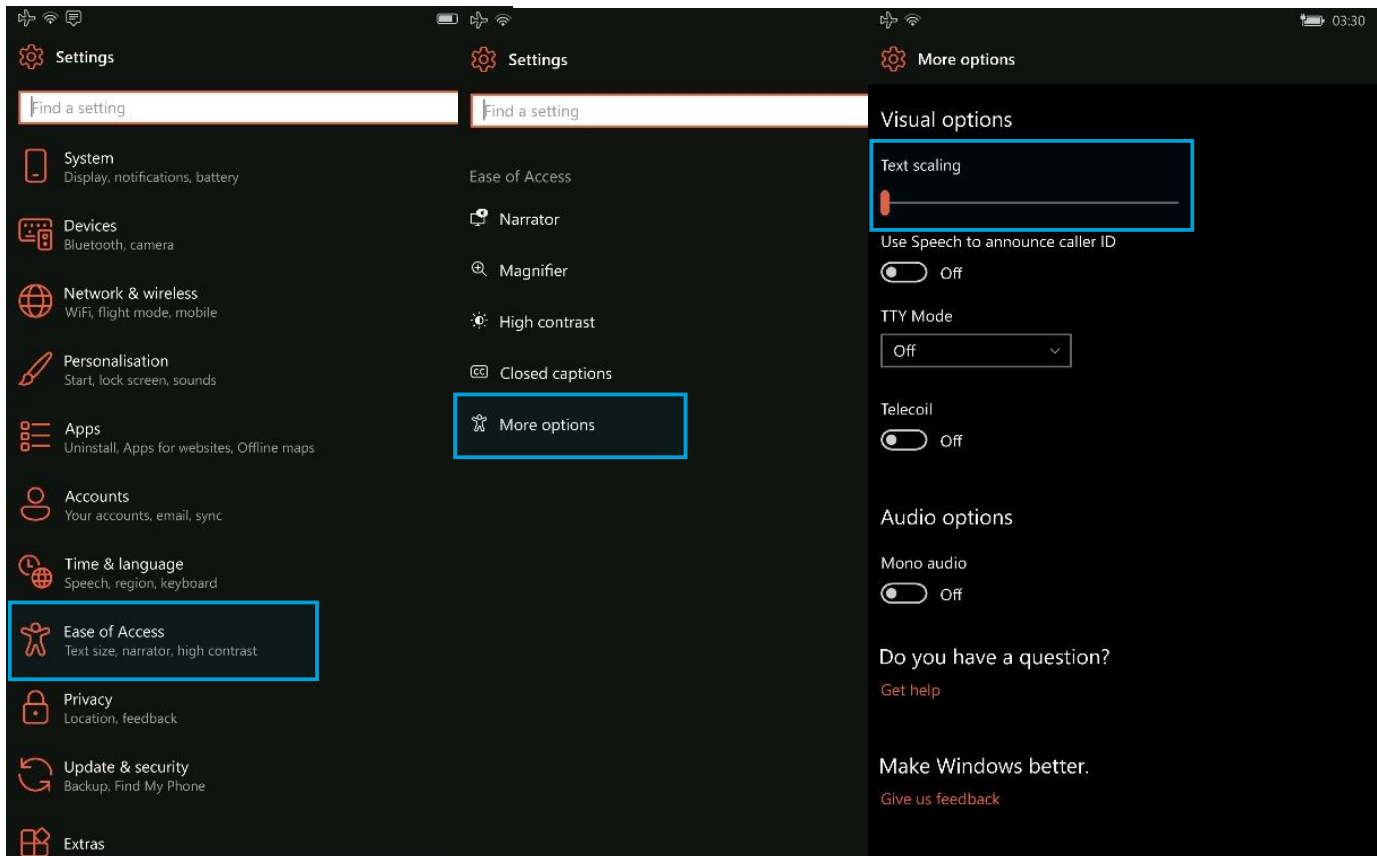 Settings
Find a setting
System
Display, notifications, battery
Devices
Bluetooth, camera
Network & wireless
WiFi, flight mode, mobile
Personalisation
Start, lock screen, sounds
Apps
Uninstall, Apps for websites, Offline maps
Accounts
Your accounts, email, sync
Time & language
Speech, region, keyboard
Ease of Access
Text size, narrator, high contrast
Privacy
Location, feedback
Update & security
Backup, Find My Phone
Extras
Settings
Find a setting
Ease of Access
Narrator
Magnifier
High contrast
CC Closed captions
More options
03:30
More options
Visual options
Text scaling
Use Speech to announce caller ID
Off
TTY Mode
Off
Telecoil
Off
Audio options
Mono audio
Off
Do you have a question?
Get help
Make Windows better.
Give us feedback